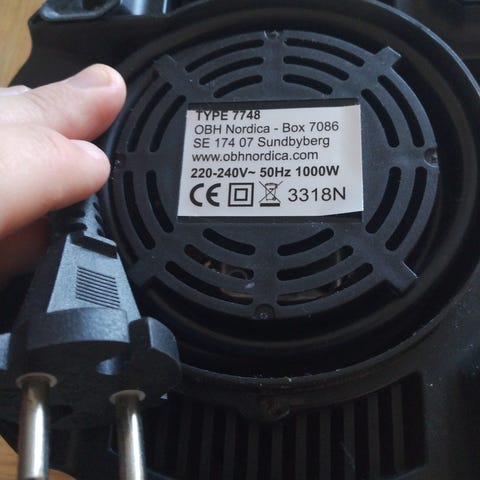 TYPE 7748
OBH Nordica - Box 7086
SE 174 07 Sundbyberg
www.obhnordica.com
220-240V~ 50Hz 1000W
CE 3318N